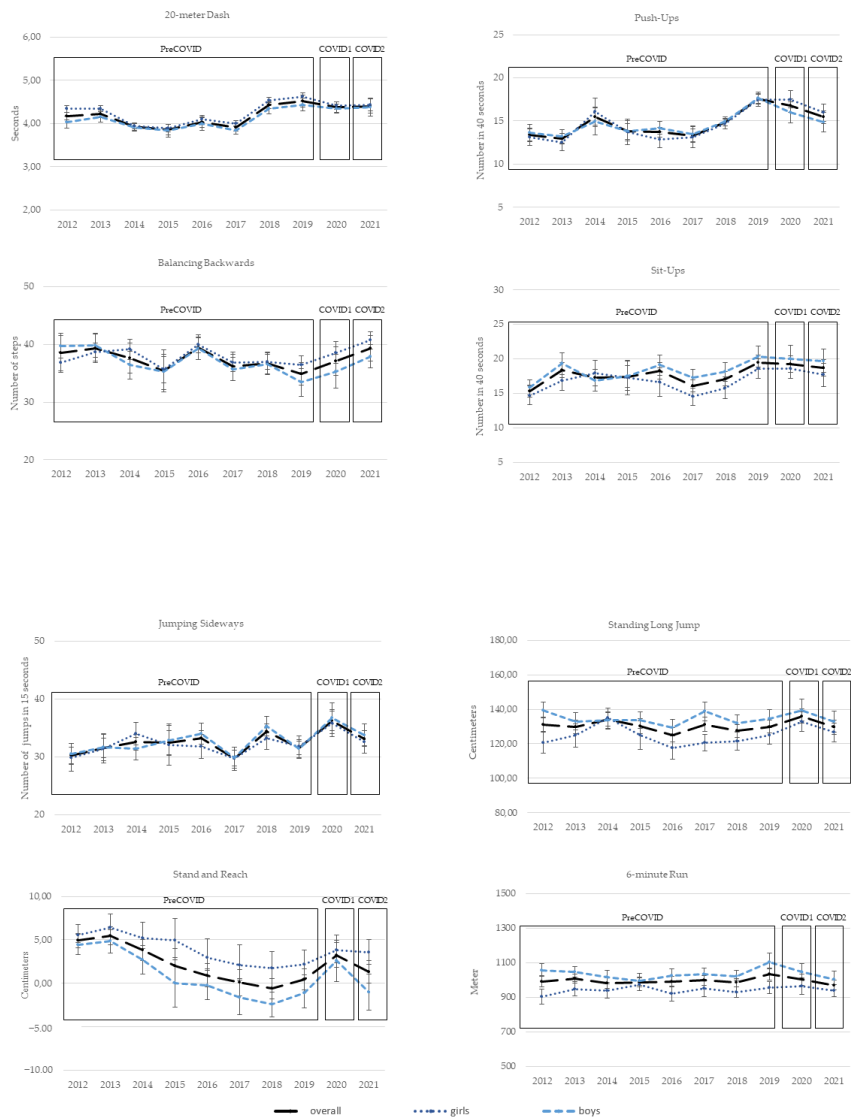 20-meter Dash
6,00
PreCOVID
COVID1
COVID2
5,00
Seconds
4,00
3,00
2,00
2012 2013 2014 2015 2016 2017 2018 2019 2020 2021
Push-Ups
25
PreCOVID
COVID1
COVID2
20
Number in 40 seconds
15
10
5
2012 2013 2014 2015 2016 2017 2018 2019 2020 2021
Balancing Backwards
50
PreCOVID
COVID1
COVID2
Number of steps
40
30
20
2012 2013 2014 2015 2016 2017 2018 2019 2020 2021
Sit-Ups
30
PreCOVID
COVID1
COVID2
25
Number in 40 seconds
20
15
10
5
2012 2013 2014 2015 2016 2017 2018 2019 2020 2021
Jumping Sideways
50
PreCOVID
COVID1
COVID2
Number of jumps in 15 seconds
40
30
20
2012 2013 2014 2015 2016 2017 2018 2019 2020 2021
Standing Long Jump
180,00
160,00
PreCOVID
COVID1
COVID2
Centimeters
140,00
120,00
100,00
80,00
2012 2013 2014 2015 2016 2017 2018 2019 2020 2021
Stand and Reach
10,00
PreCOVID
COVID1
COVID2
5,00
Centimeters
0,00
−5.00
−10.00
2012 2013 2014 2015 2016 2017 2018 2019 2020 2021
6-minute Run
1500
1300
PreCOVID
COVID1
COVID2
1100
Meter
900
700
500
2012 2013 2014 2015 2016 2017 2018 2019 2020 2021
overall girls boys